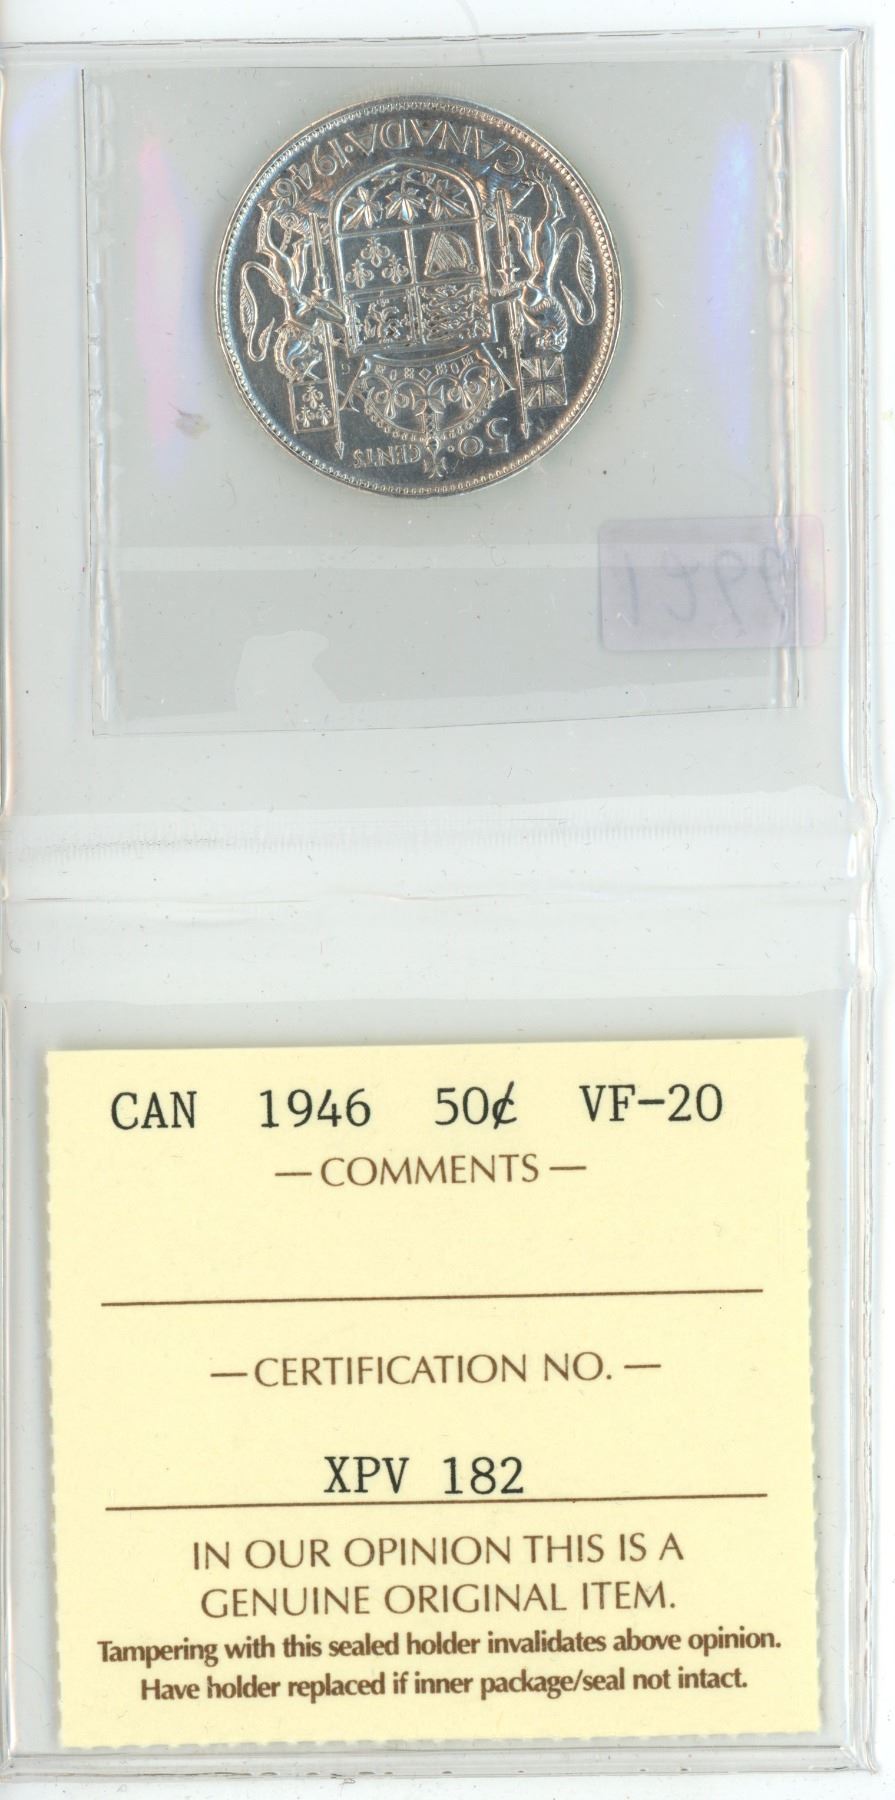 CANADA·1946
K G
50·
CENTS
CAN 1946 50¢ VF-20
— COMMENTS —
— CERTIFICATION NO. —
XPV 182
IN OUR OPINION THIS IS A
GENUINE ORIGINAL ITEM.
Tampering with this sealed holder invalidates above opinion.
Have holder replaced if inner package/seal not intact.